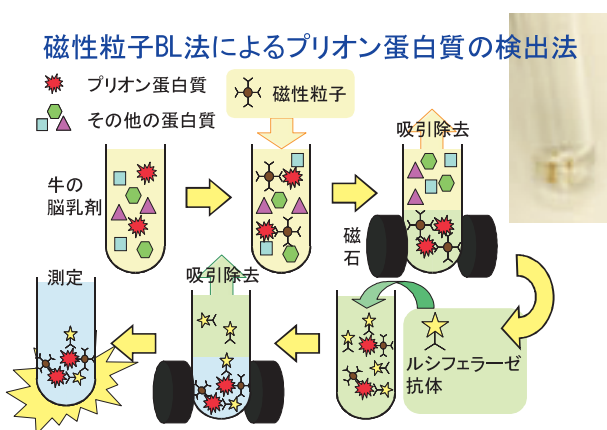 磁性粒子BL法によるプリオン蛋白質の検出法
プリオン蛋白質
その他の蛋白質
磁性粒子
吸引除去
牛の
脳乳剤
磁
石
測定
吸引除去
ルシフェラーゼ
抗体